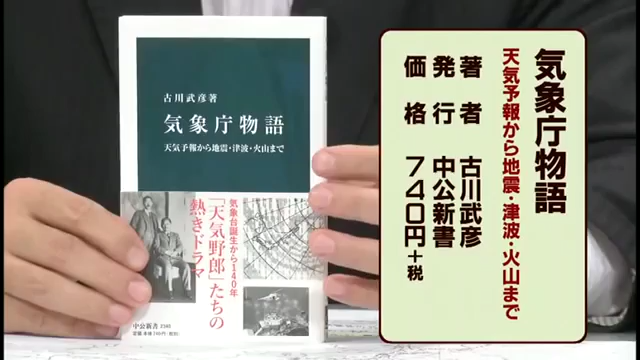 古川武彦著
気象庁物語
天気予報から地震・津波・火山まで
気象台誕生から140年
「天気野郎」たちの
熱きドラマ
中公新書
気象庁物語
天気予報から地震・津波・火山まで
著者 古川武彦
発行 中公新書
価格 740円+税